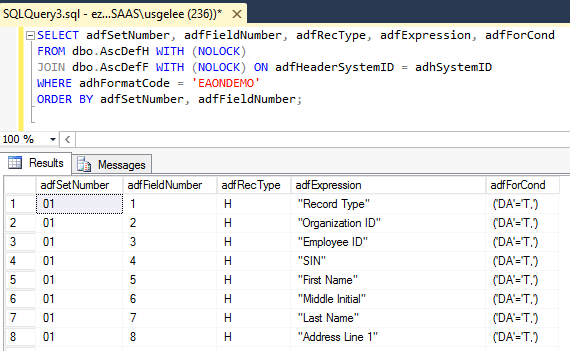 SQLQuery3.sql - ez...SAAS\usgelee (236))*
SELECT adfSetNumber, adfFieldNumber, adfRecType, adfExpression, adfForCond
FROM dbo.AscDefH WITH (NOLOCK)
JOIN dbo.AscDefF WITH (NOLOCK) ON adfHeaderSystemID = adhSystemID
WHERE adhFormatCode = 'EAONDEMO'
ORDER BY adfSetNumber, adfFieldNumber;
100 %
Results Messages
adfSetNumber adfFieldNumber adfRecType adfExpression adfForCond
1 01 1 H "Record Type" ('DA'='T,')
2 01 2 H "Organization ID" ('DA'='T,')
3 01 3 H "Employee ID" ('DA'='T,')
4 01 4 H "SIN" ('DA'='T,')
5 01 5 H "First Name" ('DA'='T,')
6 01 6 H "Middle Initial" ('DA'='T,')
7 01 7 H "Last Name" ('DA'='T,')
8 01 8 H "Address Line 1" ('DA'='T,')